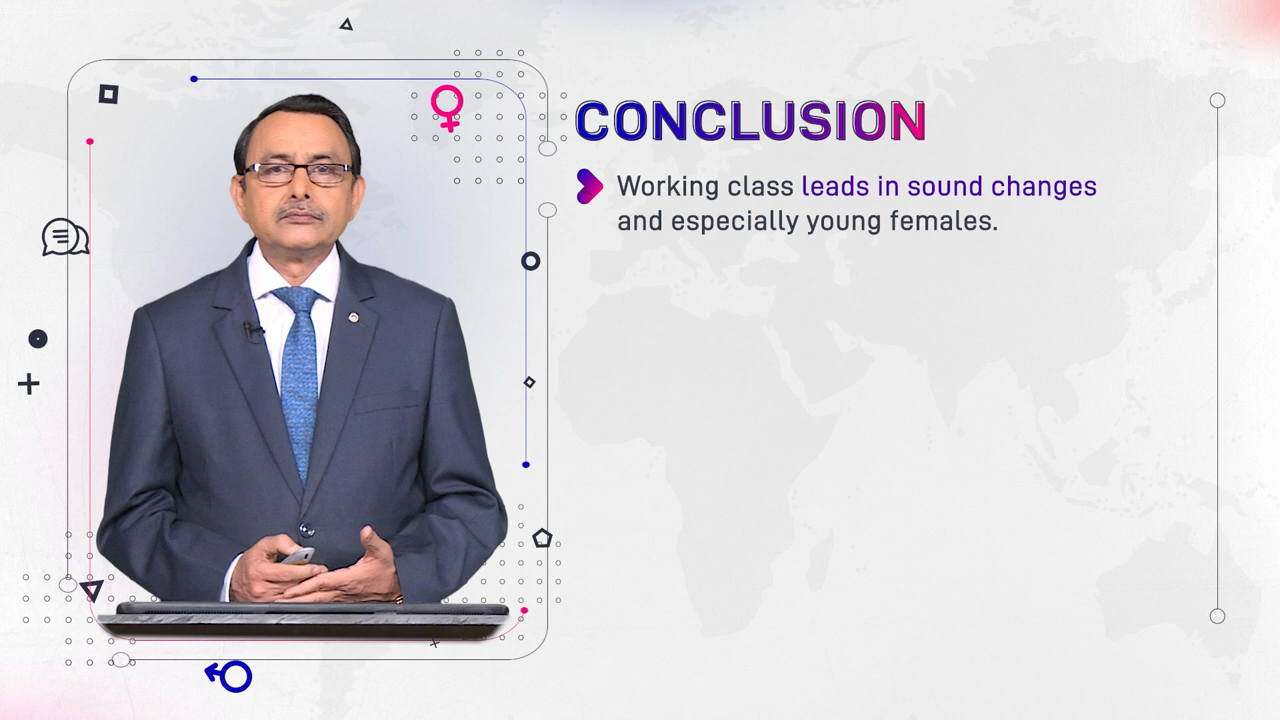 CONCLUSION
Working class leads in sound changes
and especially young females.